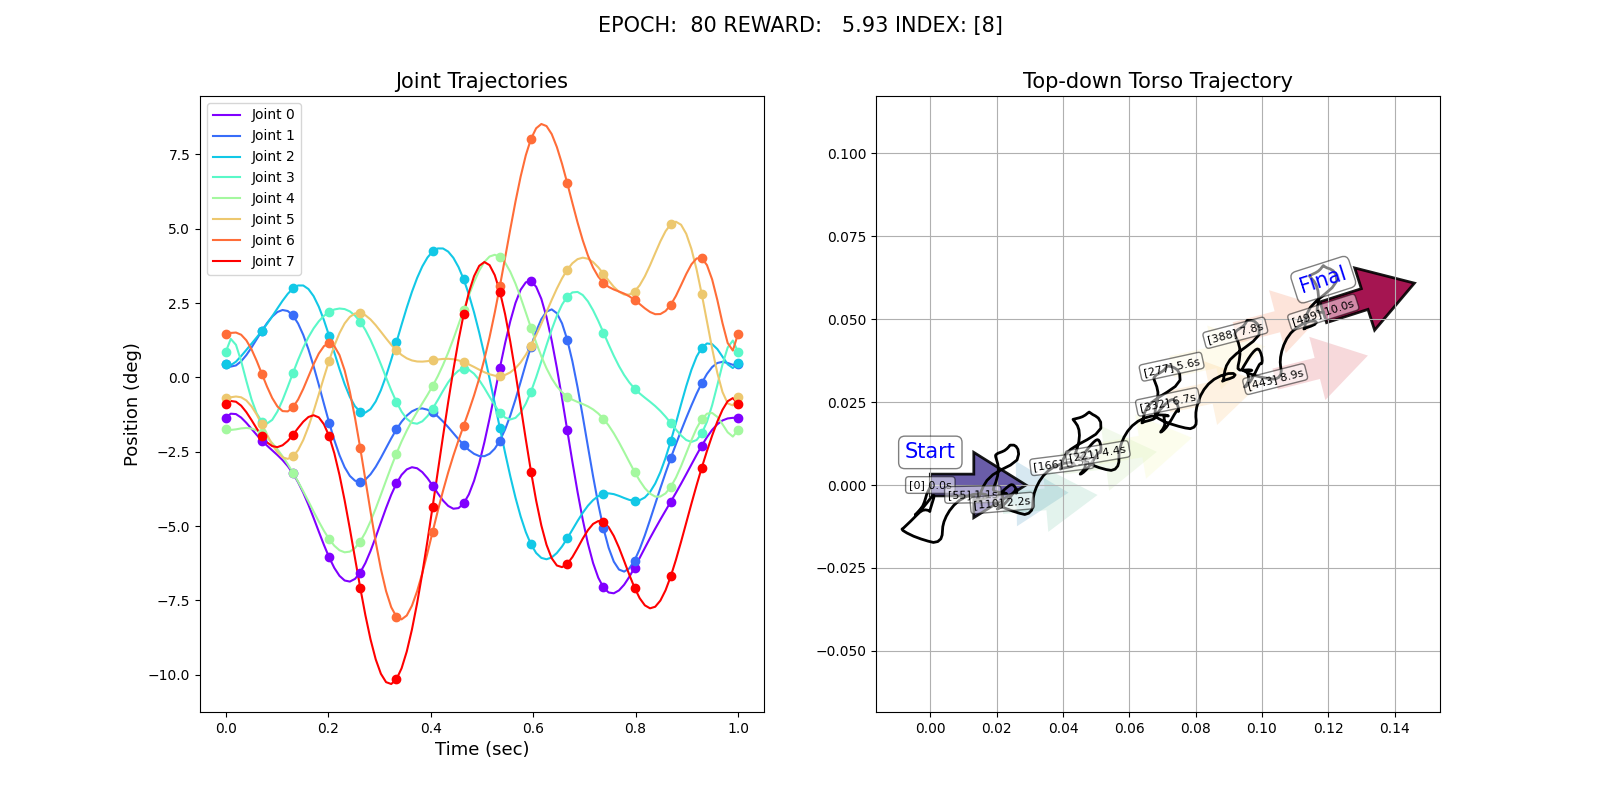 EPOCH:  80 REWARD:   5.93 INDEX: [8]
Joint Trajectories
Joint 0
Joint 1
Joint 2
Joint 3
Joint 4
Joint 5
Joint 6
Joint 7
7.5
5.0
2.5
0.0
−2.5
−5.0
−7.5
−10.0
Position (deg)
0.0
0.2
0.4
0.6
0.8
1.0
Time (sec)
Top-down Torso Trajectory
0.100
0.075
0.050
0.025
0.000
−0.025
−0.050
0.00
0.02
0.04
0.06
0.08
0.10
0.12
0.14
Start
Final
[0] 0.0s
[55] 1.1s
[110] 2.2s
[166]
[221] 4.4s
[277] 5.6s
[332] 6.7s
[388] 7.8s
[443] 8.9s
[499] 10.0s